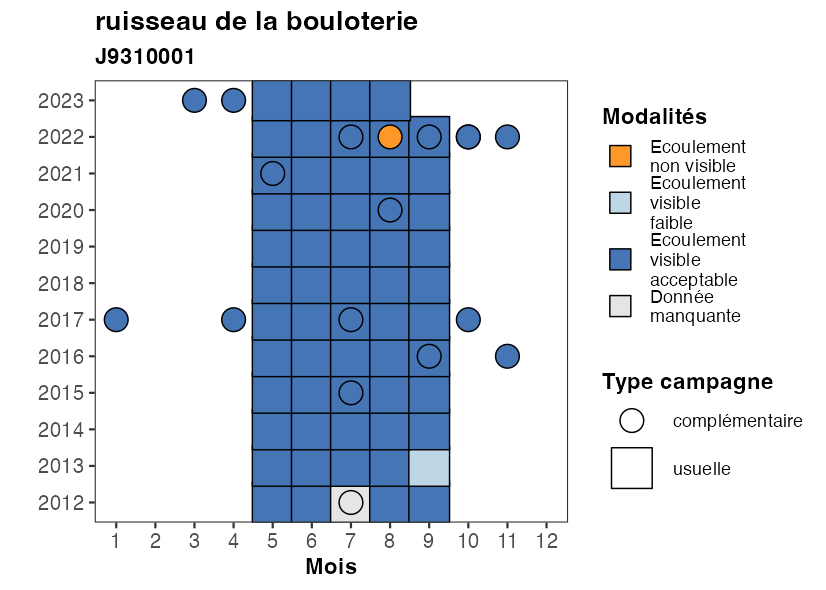 ruisseau de la bouloterie
J9310001
2023
2022
2021
2020
2019
2018
2017
2016
2015
2014
2013
2012
1 2 3 4 5 6 7 8 9 10 11 12
Mois
Modalités
Ecoulement
non visible
Ecoulement
visible
faible
Ecoulement
visible
acceptable
Donnée
manquante
Type campagne
complémentaire
usuelle